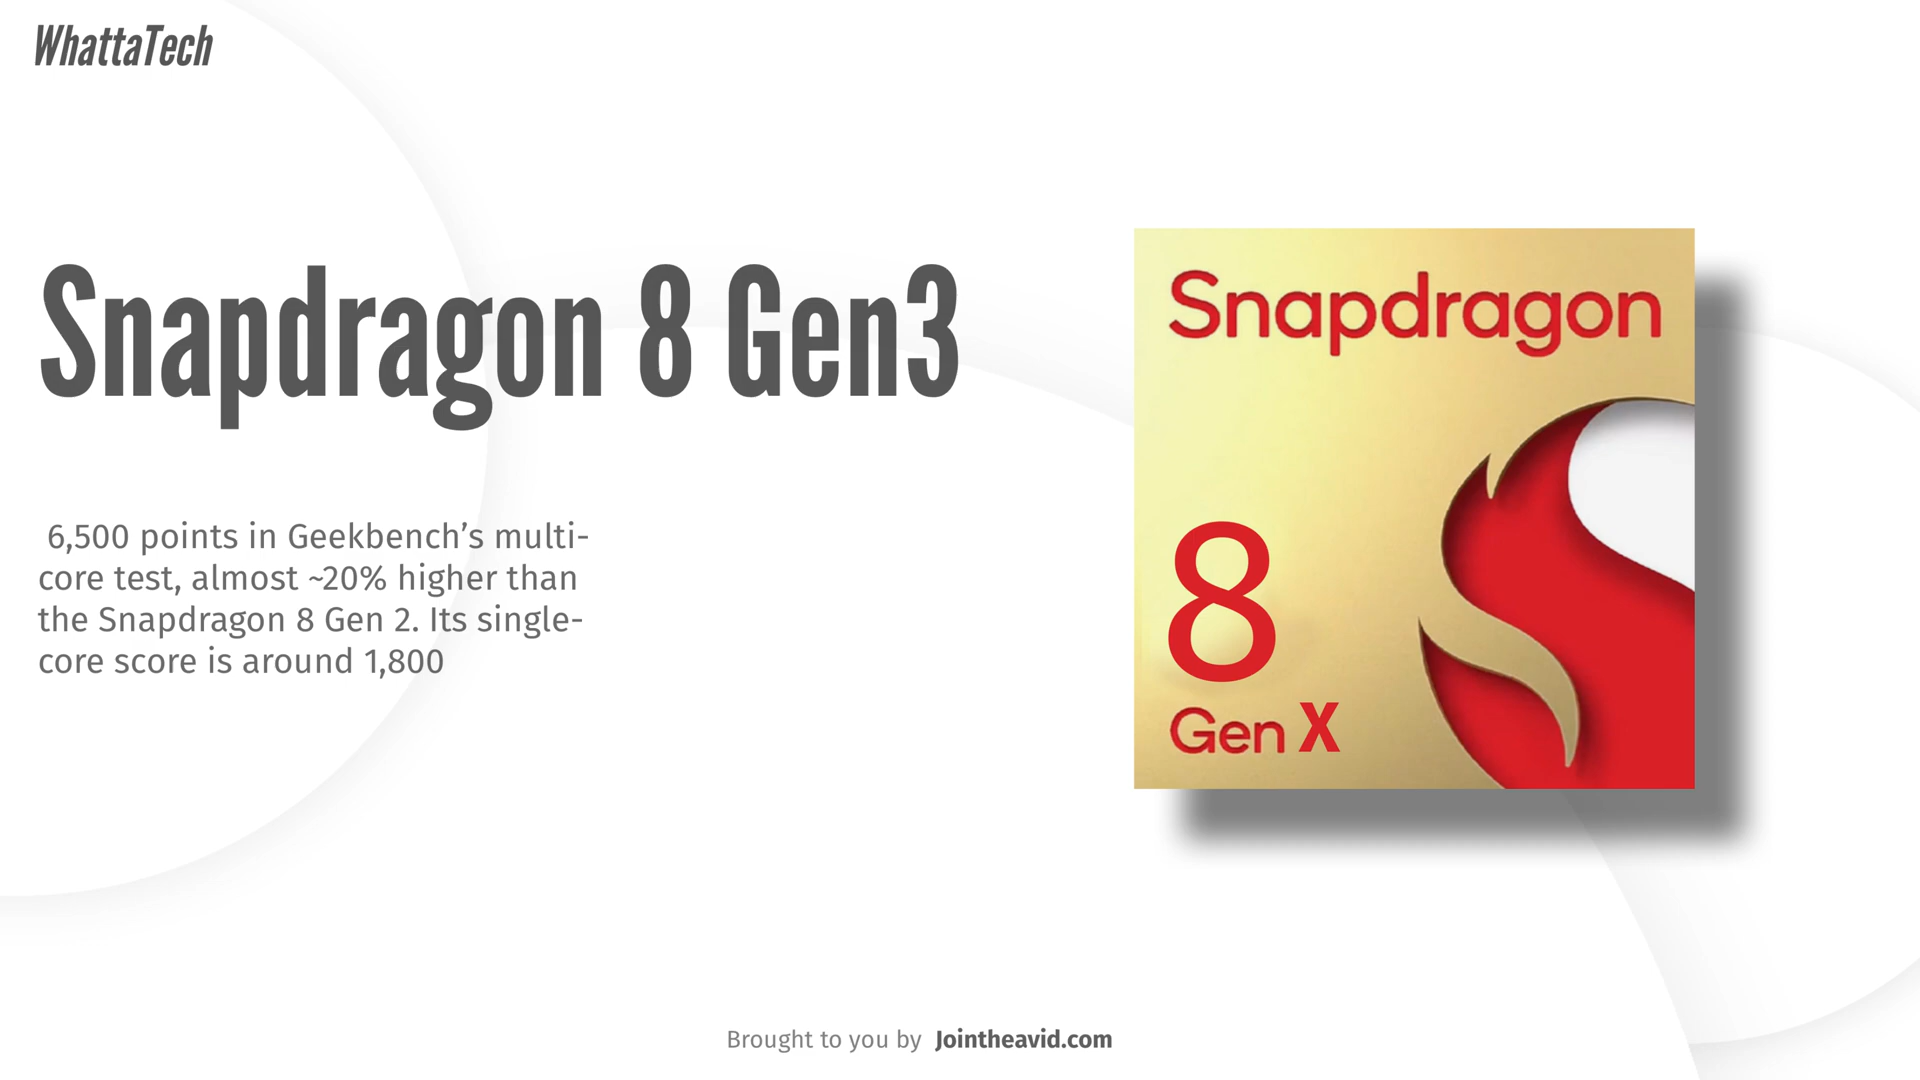 WhattaTech
Snapdragon 8 Gen3
6,500 points in Geekbench’s multi-
core test, almost ~20% higher than
the Snapdragon 8 Gen 2. Its single-
core score is around 1,800
Snapdragon
8
Gen X
Brought to you by Jointheavid.com